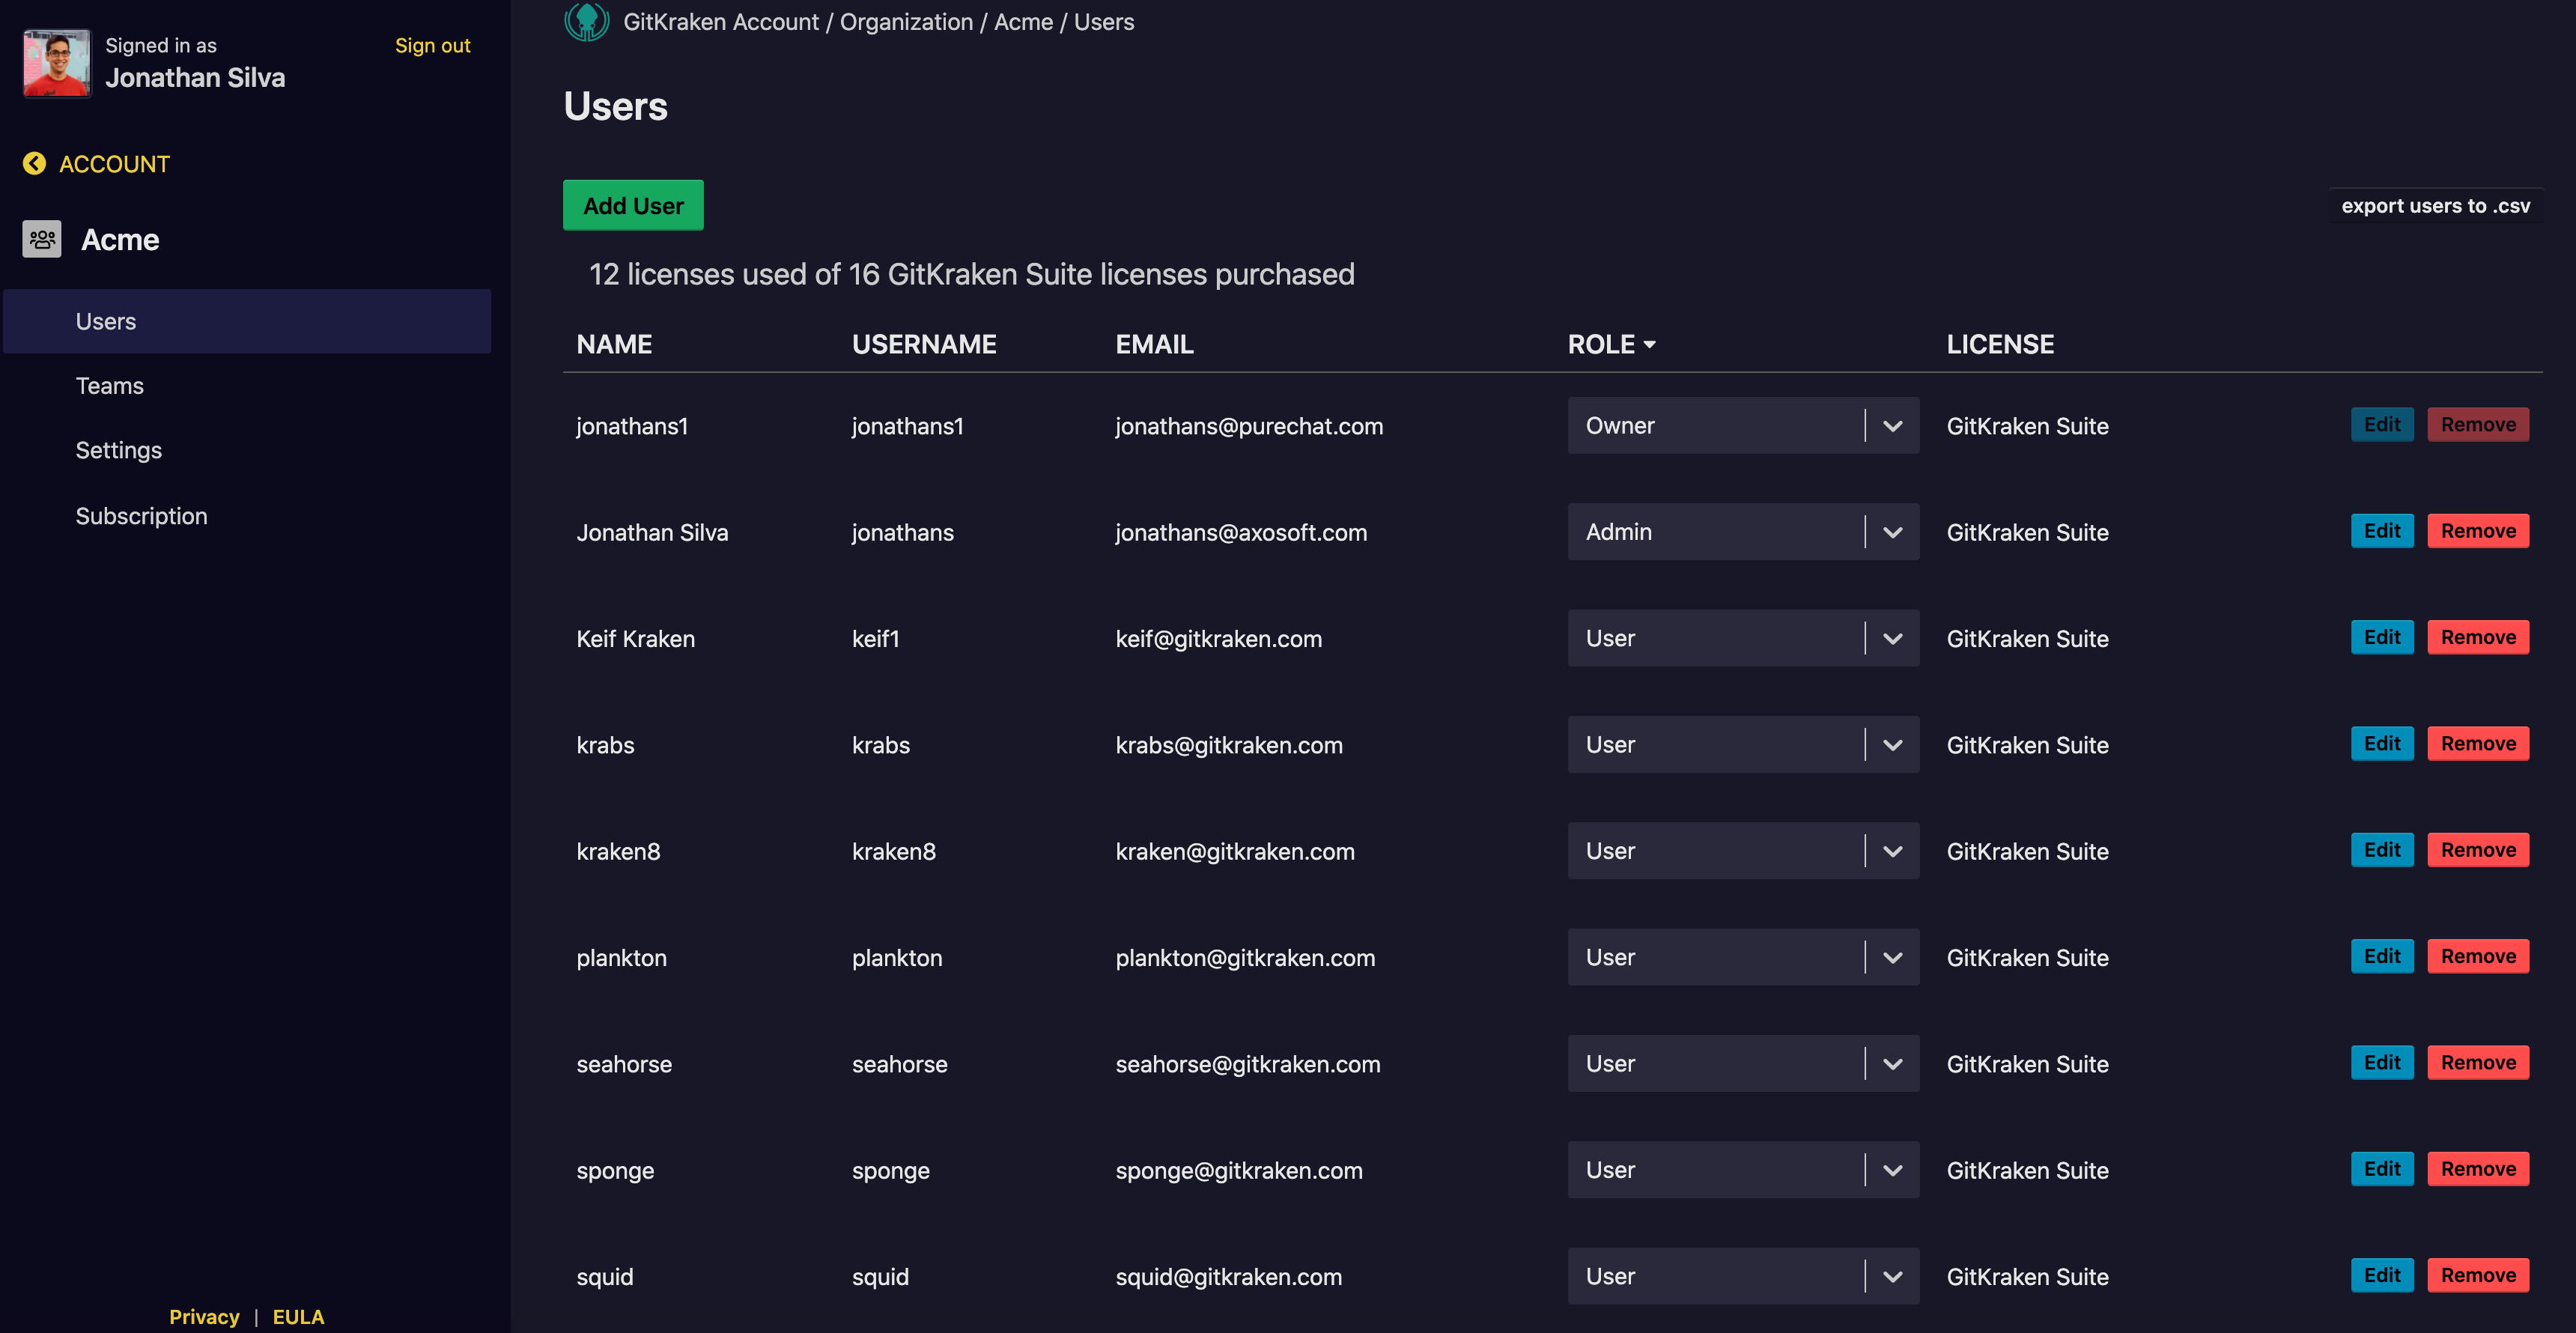 Signed in as
Jonathan Silva
Sign out
ACCOUNT
Acme
Users
Teams
Settings
Subscription
Privacy | EULA
GitKraken Account / Organization / Acme / Users
Users
Add User
export users to .csv
12 licenses used of 16 GitKraken Suite licenses purchased
NAME USERNAME EMAIL ROLE LICENSE
jonathans1 jonathans1 jonathans@purechat.com Owner GitKraken Suite Edit Remove
Jonathan Silva jonathans jonathans@axosoft.com Admin GitKraken Suite Edit Remove
Keif Kraken keif1 keif@gitkraken.com User GitKraken Suite Edit Remove
krabs krabs krabs@gitkraken.com User GitKraken Suite Edit Remove
kraken8 kraken8 kraken@gitkraken.com User GitKraken Suite Edit Remove
plankton plankton plankton@gitkraken.com User GitKraken Suite Edit Remove
seahorse seahorse seahorse@gitkraken.com User GitKraken Suite Edit Remove
sponge sponge sponge@gitkraken.com User GitKraken Suite Edit Remove
squid squid squid@gitkraken.com User GitKraken Suite Edit Remove